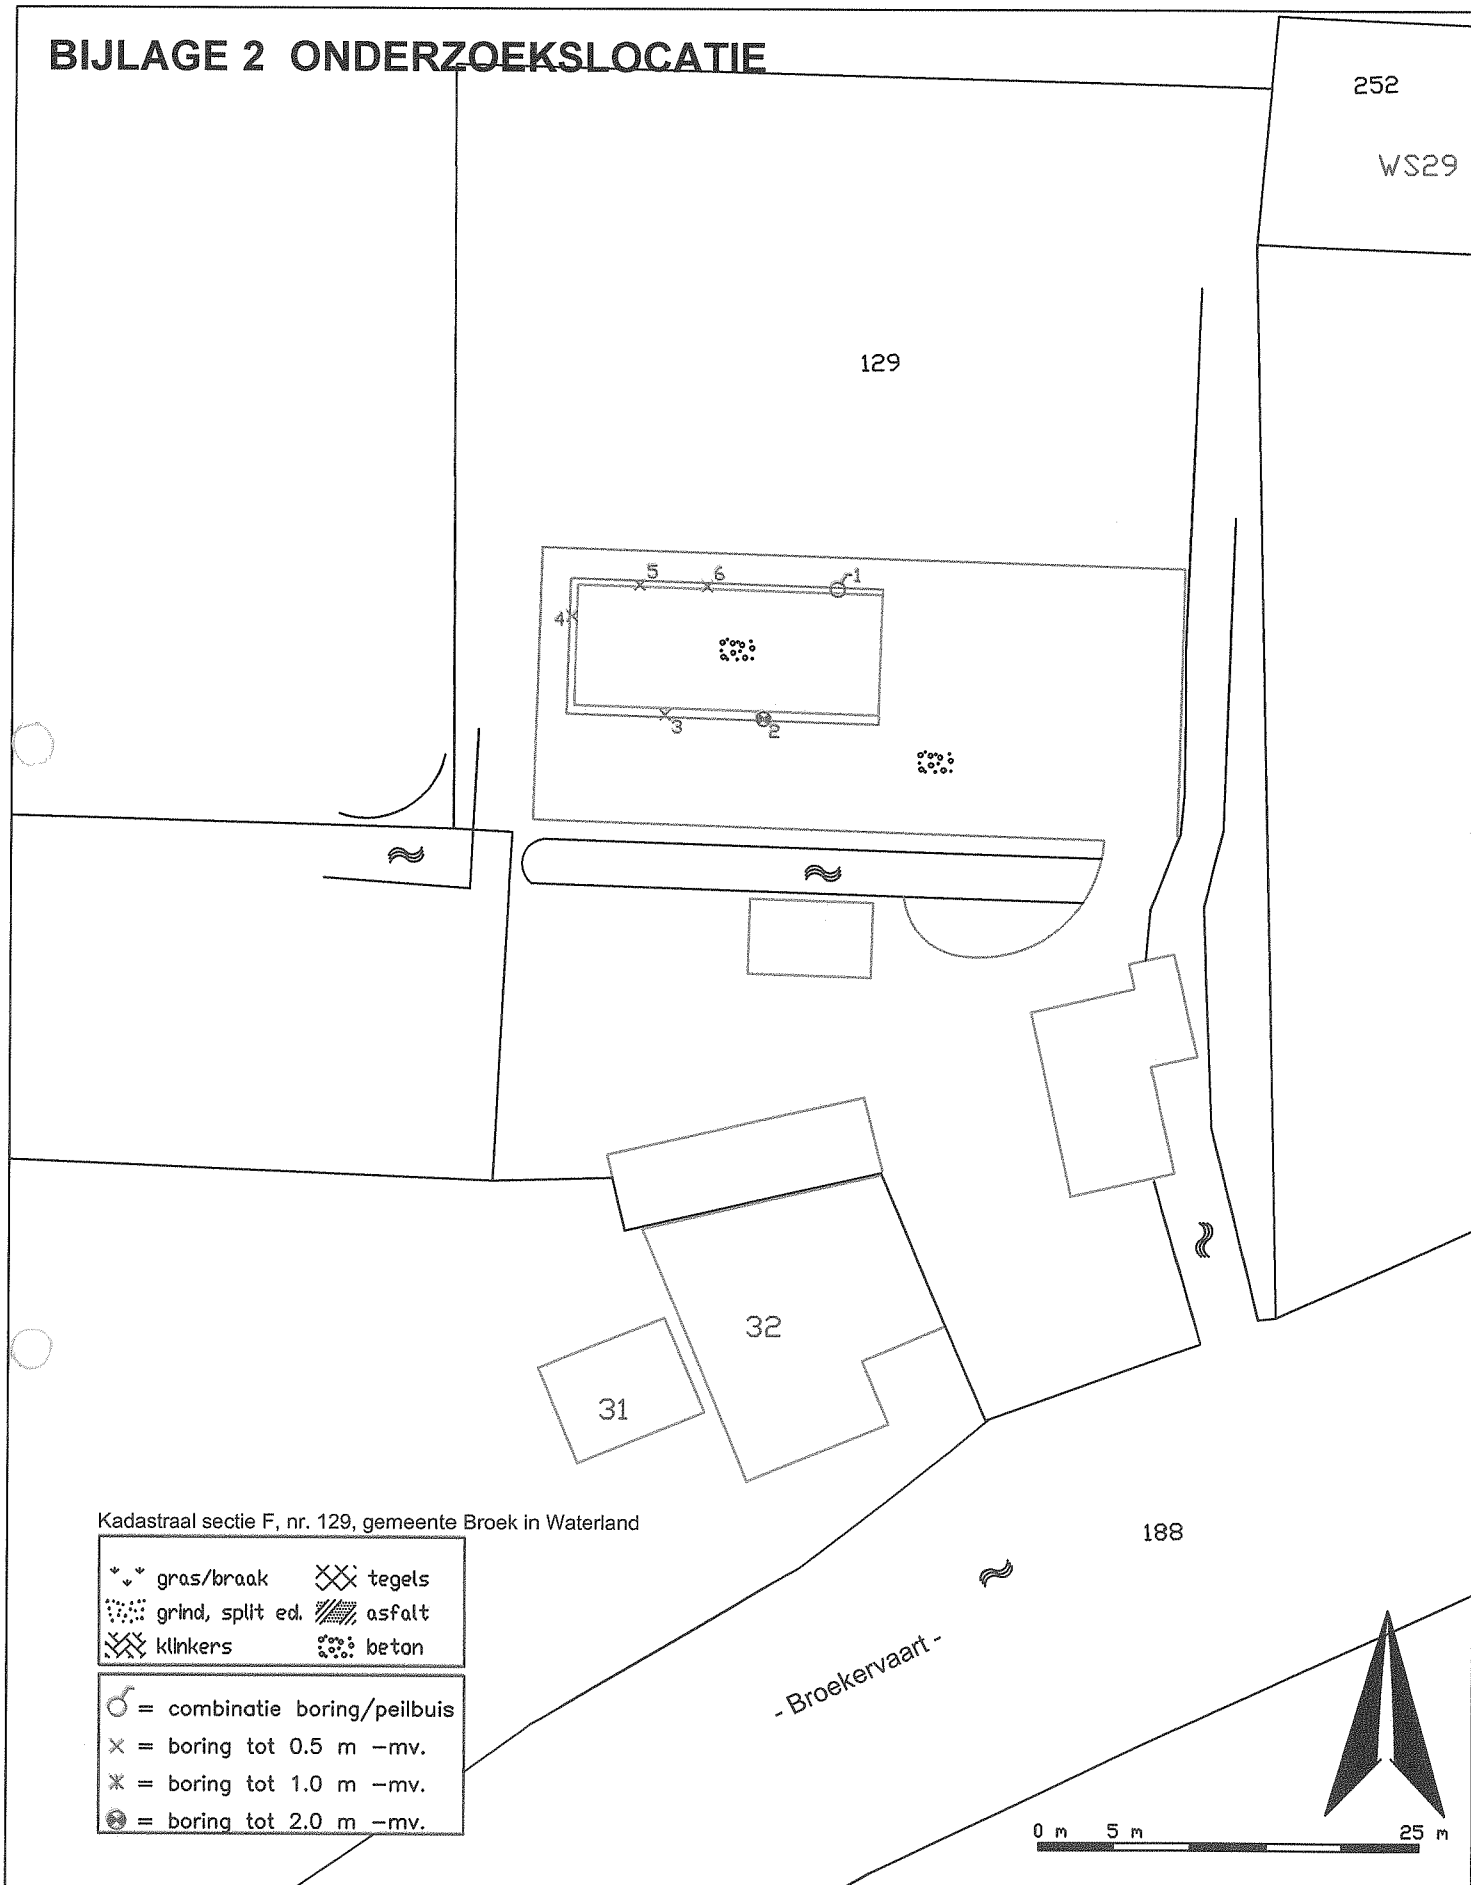 BIJLAGE 2 ONDERZOEKSLOCATIE
252
WS29
129
5
6
1
4
3
2
32
31
188
- Broekervaart -
Kadastraal sectie F, nr. 129, gemeente Broek in Waterland
gras/braak
tegels
grind, split ed.
asfalt
klinkers
beton
= combinatie boring/peilbuis
= boring tot 0.5 m -mv.
= boring tot 1.0 m -mv.
= boring tot 2.0 m -mv.
0 m 5 m 25 m